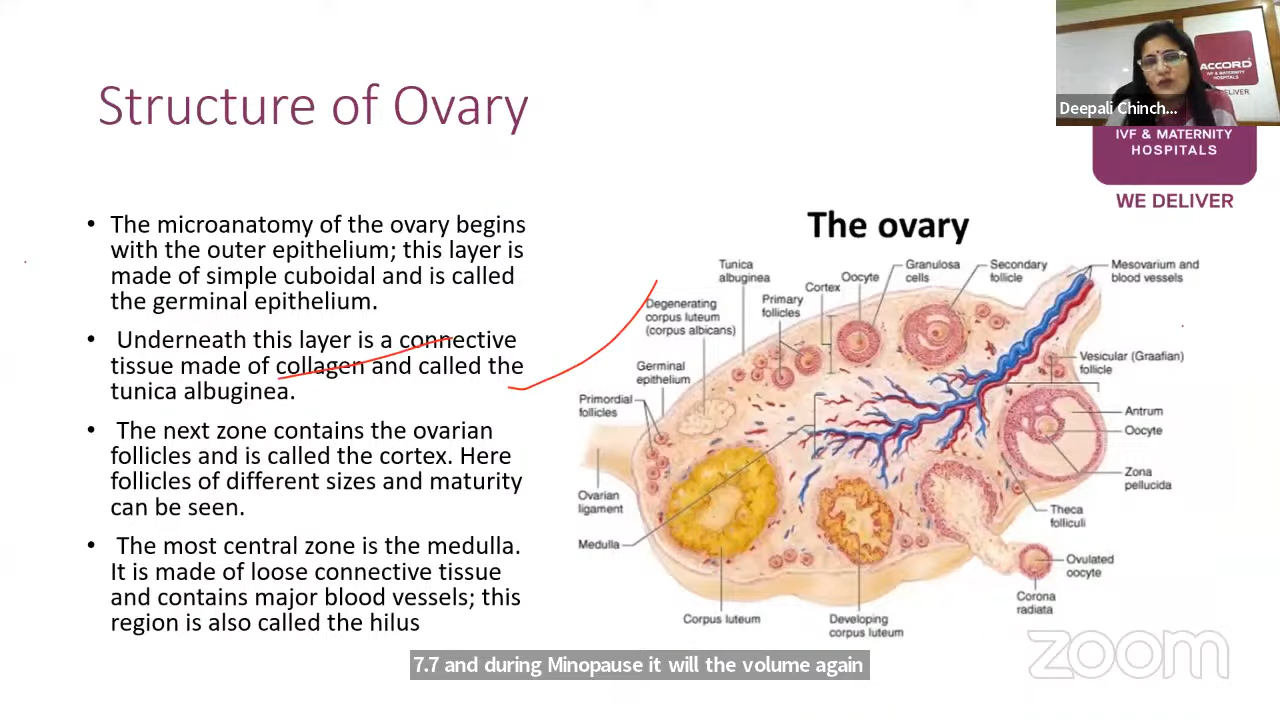 Structure of Ovary
ACCORD
IVF & MATERNITY
HOSPITALS
DELIVER
Deepali Chinch...
IVF & MATERNITY
HOSPITALS
WE DELIVER
• The microanatomy of the ovary begins
with the outer epithelium; this layer is
made of simple cuboidal and is called
the germinal epithelium.
• Underneath this layer is a connective
tissue made of collagen and called the
tunica albuginea.
• The next zone contains the ovarian
follicles and is called the cortex. Here
follicles of different sizes and maturity
can be seen.
• The most central zone is the medulla.
It is made of loose connective tissue
and contains major blood vessels; this
region is also called the hilus
The ovary
Tunica
albuginea
Degenerating
corpus luteum
(corpus albicans)
Germinal
epithelium
Primordial
follicles
Ovarian
ligament
Medulla
Primary
follicles
Cortex
Oocyte
Granulosa
cells
Secondary
follicle
Mesovarium and
blood vessels
Vesicular (Graafian)
follicle
Antrum
Oocyte
Zona
pellucida
Theca
folliculi
Ovulated
oocyte
Corona
radiata
Corpus luteum
Developing
corpus luteum
7.7 and during Minopause it will the volume again
zoom